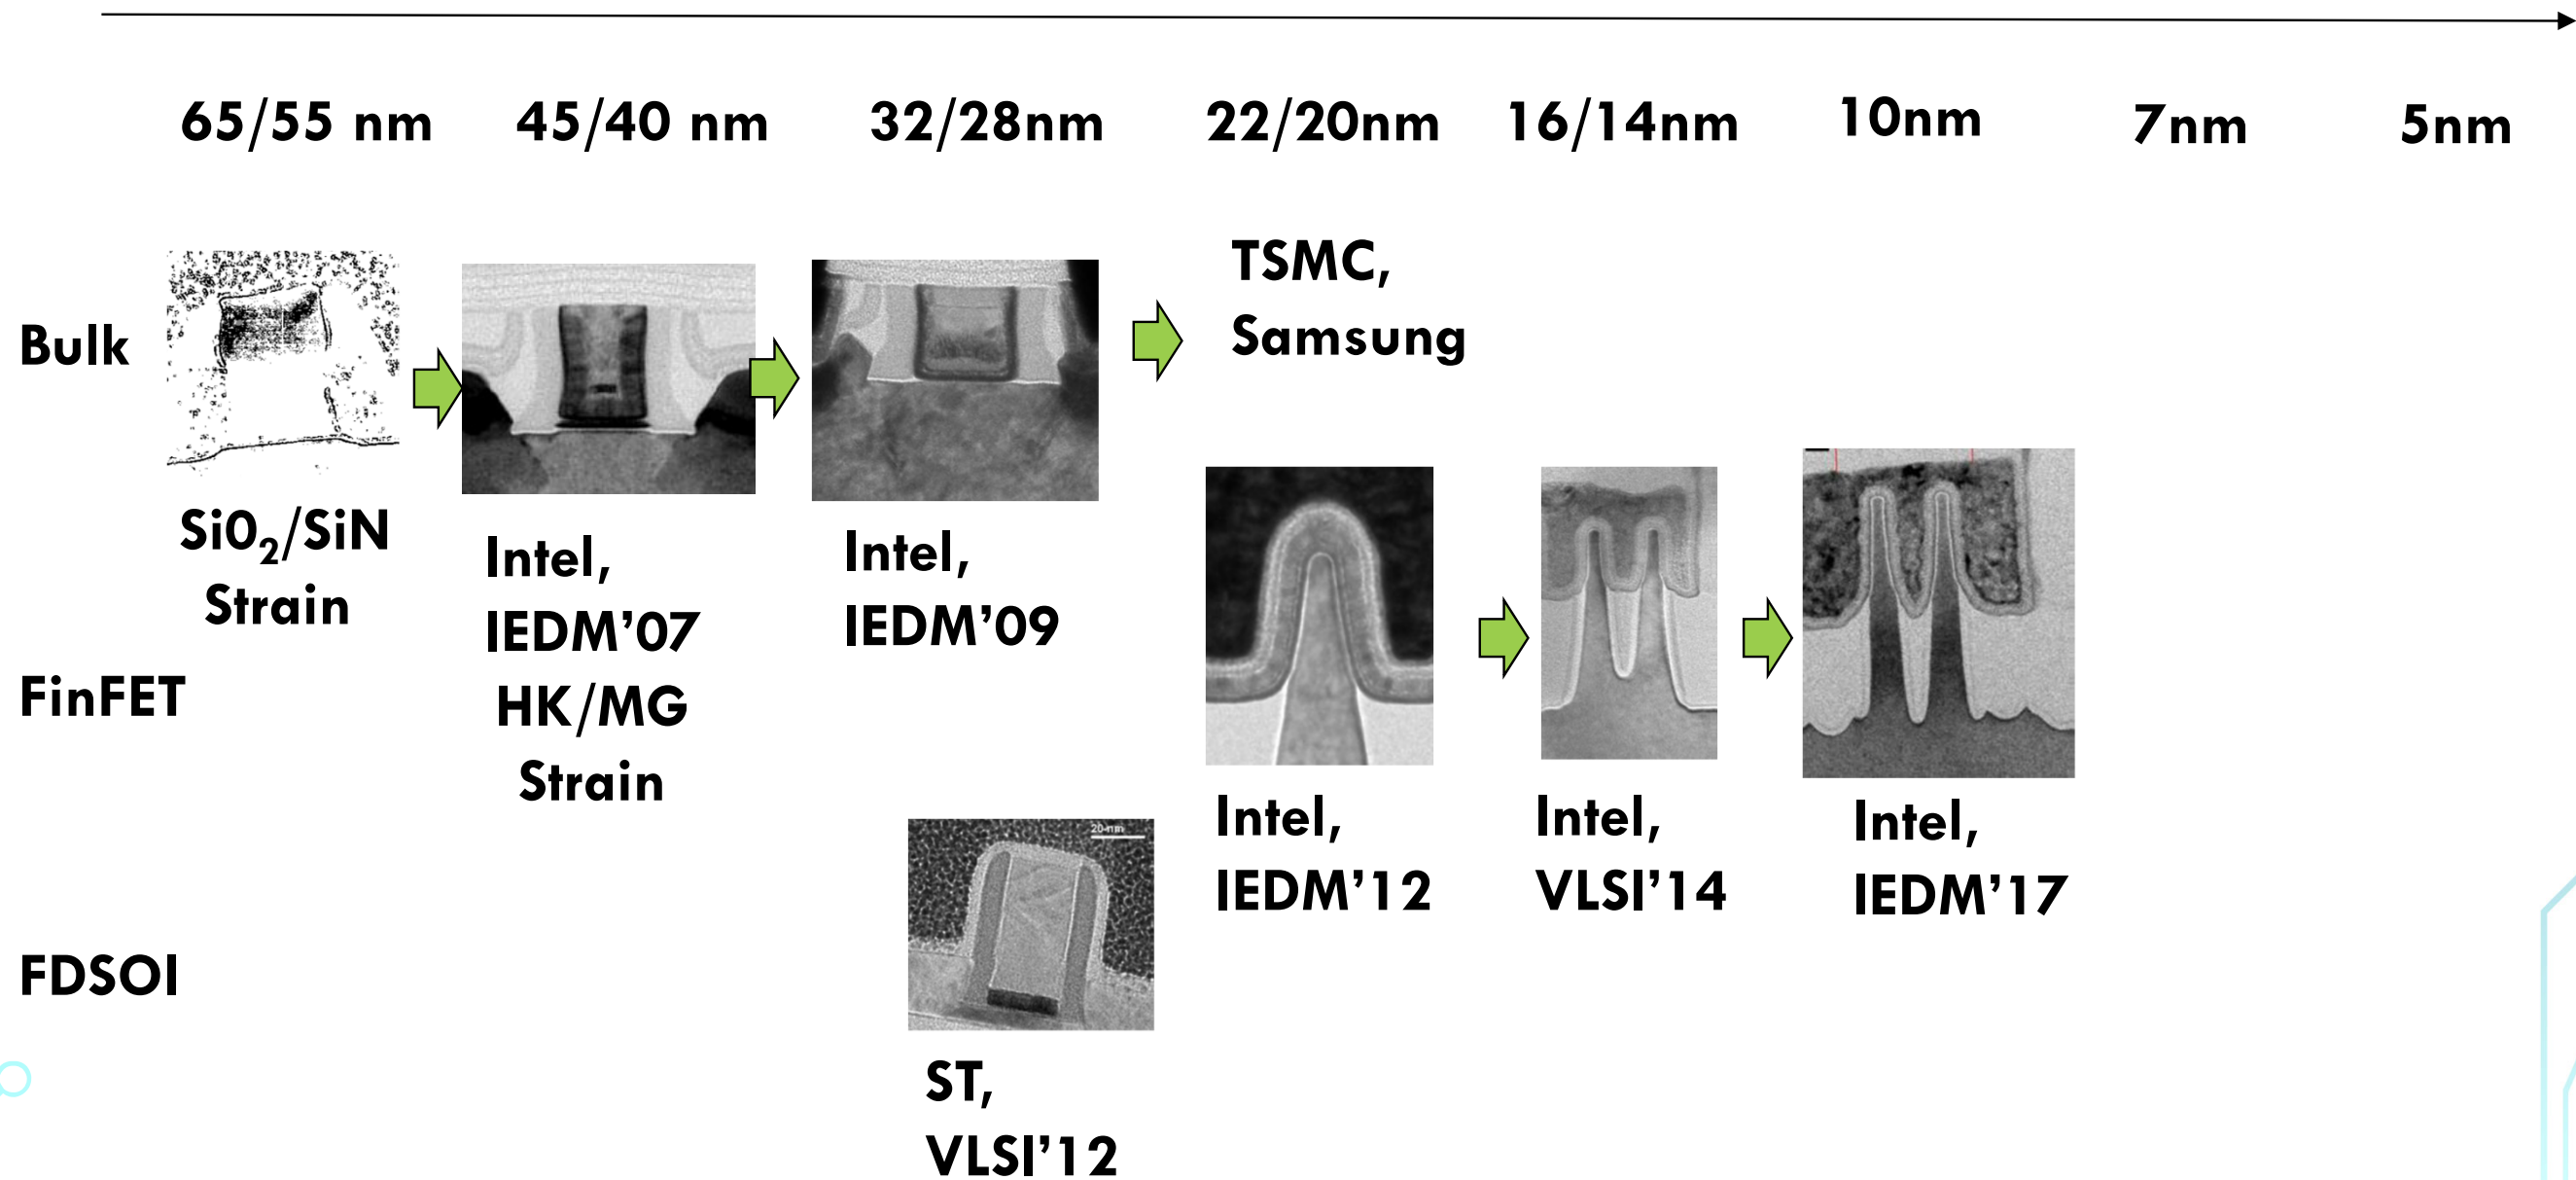 65/55 nm
45/40 nm
32/28nm
22/20nm
16/14nm
10nm
7nm
5nm
Bulk
TSMC,
Samsung
SiO₂/SiN
Strain
Intel,
IEDM’07
HK/MG
Strain
Intel,
IEDM’09
FinFET
Intel,
IEDM’12
Intel,
VLSI’14
Intel,
IEDM’17
FDSOI
20 nm
ST,
VLSI’12